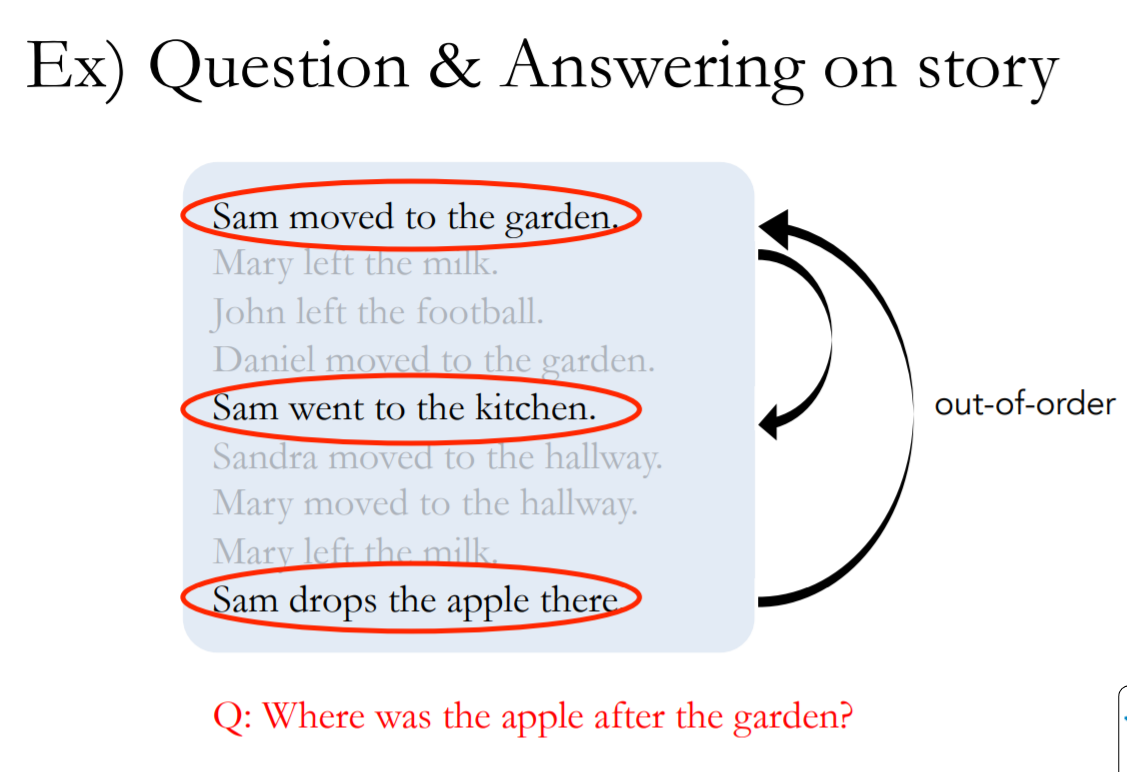 Ex) Question & Answering on story
Sam moved to the garden.
Mary left the milk.
John left the football.
Daniel moved to the garden.
Sam went to the kitchen.
Sandra moved to the hallway.
Mary moved to the hallway.
Mary left the milk.
Sam drops the apple there
out-of-order
Q: Where was the apple after the garden?